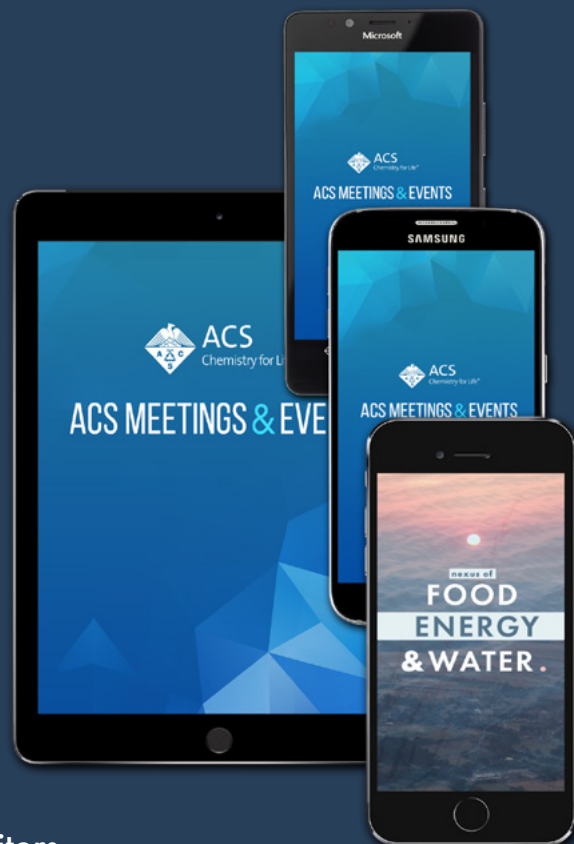 Microsoft
ACS
Chemistry for Life®
ACS MEETINGS & EVENTS
SAMSUNG
ACS
Chemistry for Life®
ACS MEETINGS & EVENTS
A C S
ACS
Chemistry for Li
ACS MEETINGS & EVE
nexus of
FOOD
ENERGY
& WATER.